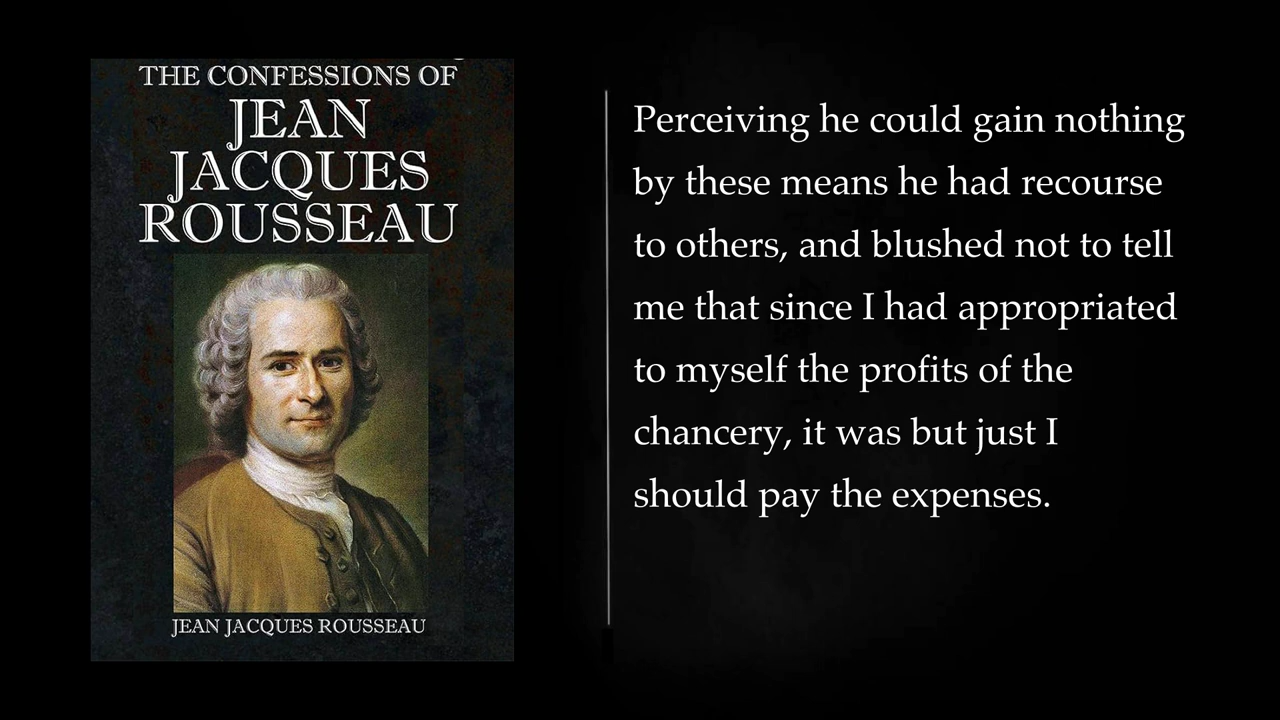 THE CONFESSIONS OF
JEAN
JACQUES
ROUSSEAU
JEAN JACQUES ROUSSEAU
Perceiving he could gain nothing
by these means he had recourse
to others, and blushed not to tell
me that since I had appropriated
to myself the profits of the
chancery, it was but just I
should pay the expenses.